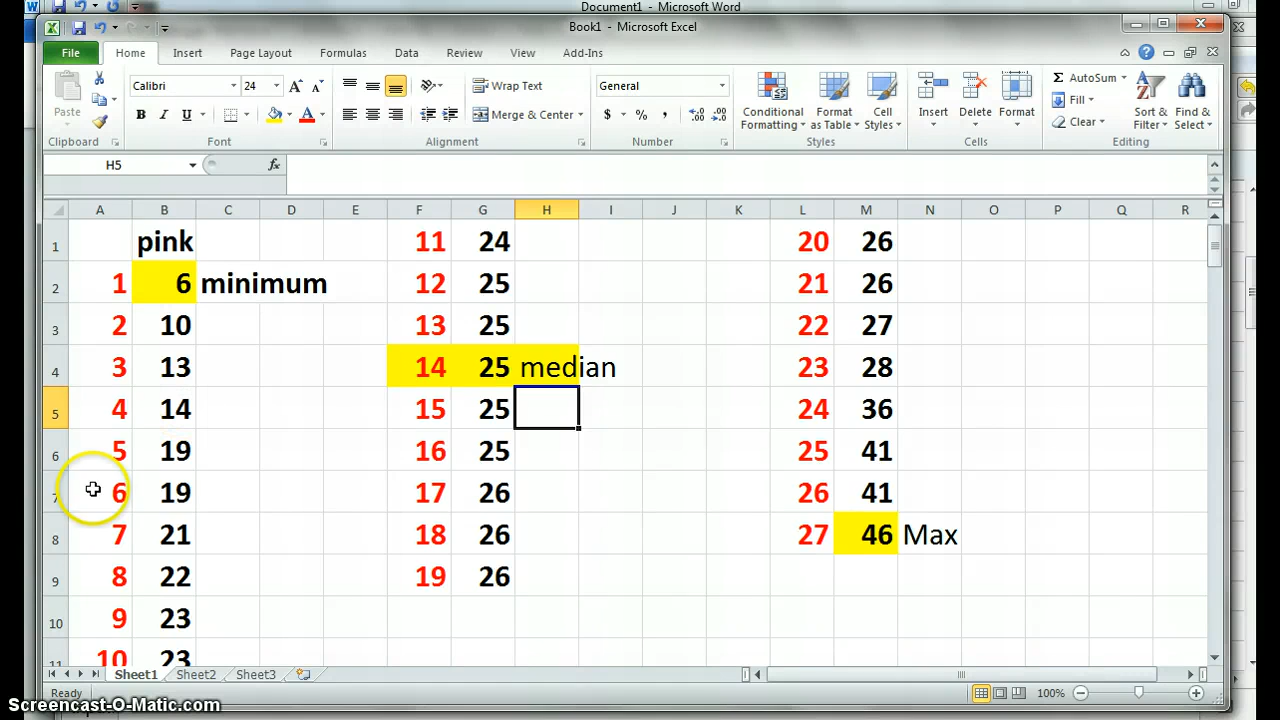 Document1 - Microsoft Word
Book1 - Microsoft Excel
File Home Insert Page Layout Formulas Data Review View Add-Ins
Calibri 24 Wrap Text General AutoSum
Paste Fill
B I U A Merge & Center $ % , Conditional Formatting Format as Table Cell Styles Insert Delete Format Clear Sort & Filter Find & Select
Clipboard Font Alignment Number Styles Cells Editing
H5 fx
A B C D E F G H I J K L M N O P Q R
1 pink 11 24 20 26
2 1 6 minimum 12 25 21 26
3 2 10 13 25 22 27
4 3 13 14 25 median 23 28
5 4 14 15 25 24 36
6 5 19 16 25 25 41
7 6 19 17 26 26 41
8 7 21 18 26 27 46 Max
9 8 22 19 26
10 9 23
11 10 23
Sheet1 Sheet2 Sheet3
Ready 100%
Screencast-O-Matic.com